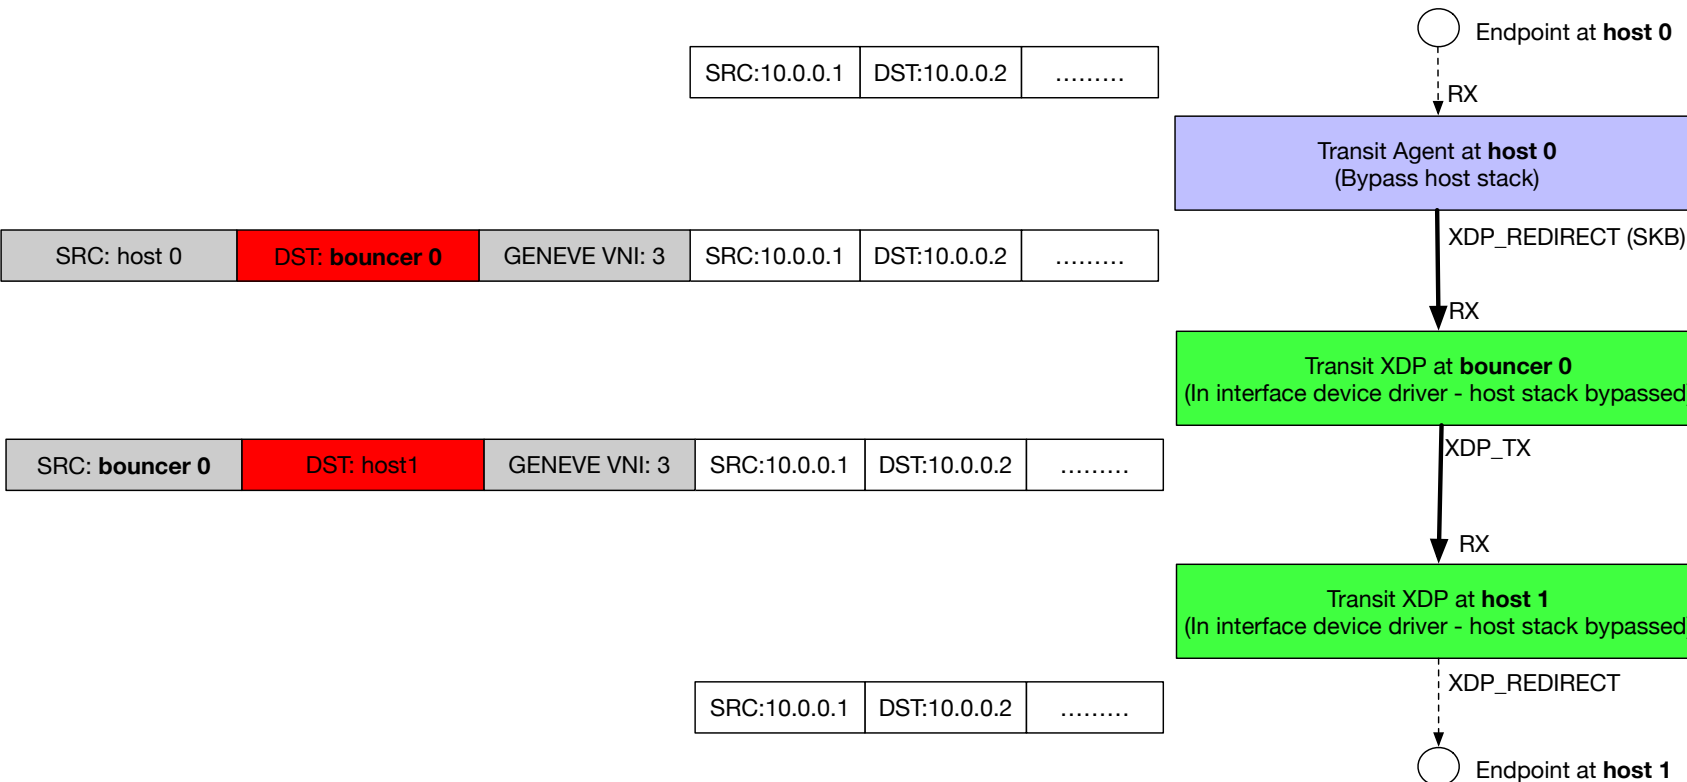 Endpoint at host 0
SRC:10.0.0.1 DST:10.0.0.2 ………
RX
Transit Agent at host 0
(Bypass host stack)
XDP_REDIRECT (SKB)
SRC: host 0 DST: bouncer 0 GENEVE VNI: 3 SRC:10.0.0.1 DST:10.0.0.2 ………
RX
Transit XDP at bouncer 0
(In interface device driver - host stack bypassed
XDP_TX
SRC: bouncer 0 DST: host1 GENEVE VNI: 3 SRC:10.0.0.1 DST:10.0.0.2 ………
RX
Transit XDP at host 1
(In interface device driver - host stack bypassed
XDP_REDIRECT
SRC:10.0.0.1 DST:10.0.0.2 ………
Endpoint at host 1